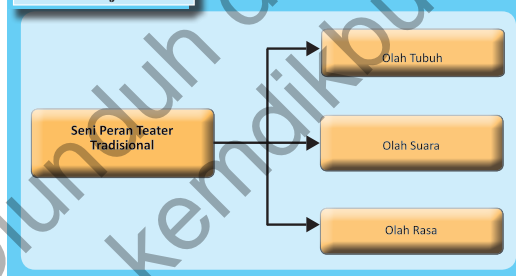 Seni Peran Teater
Tradisional
Olah Tubuh
Olah Suara
Olah Rasa